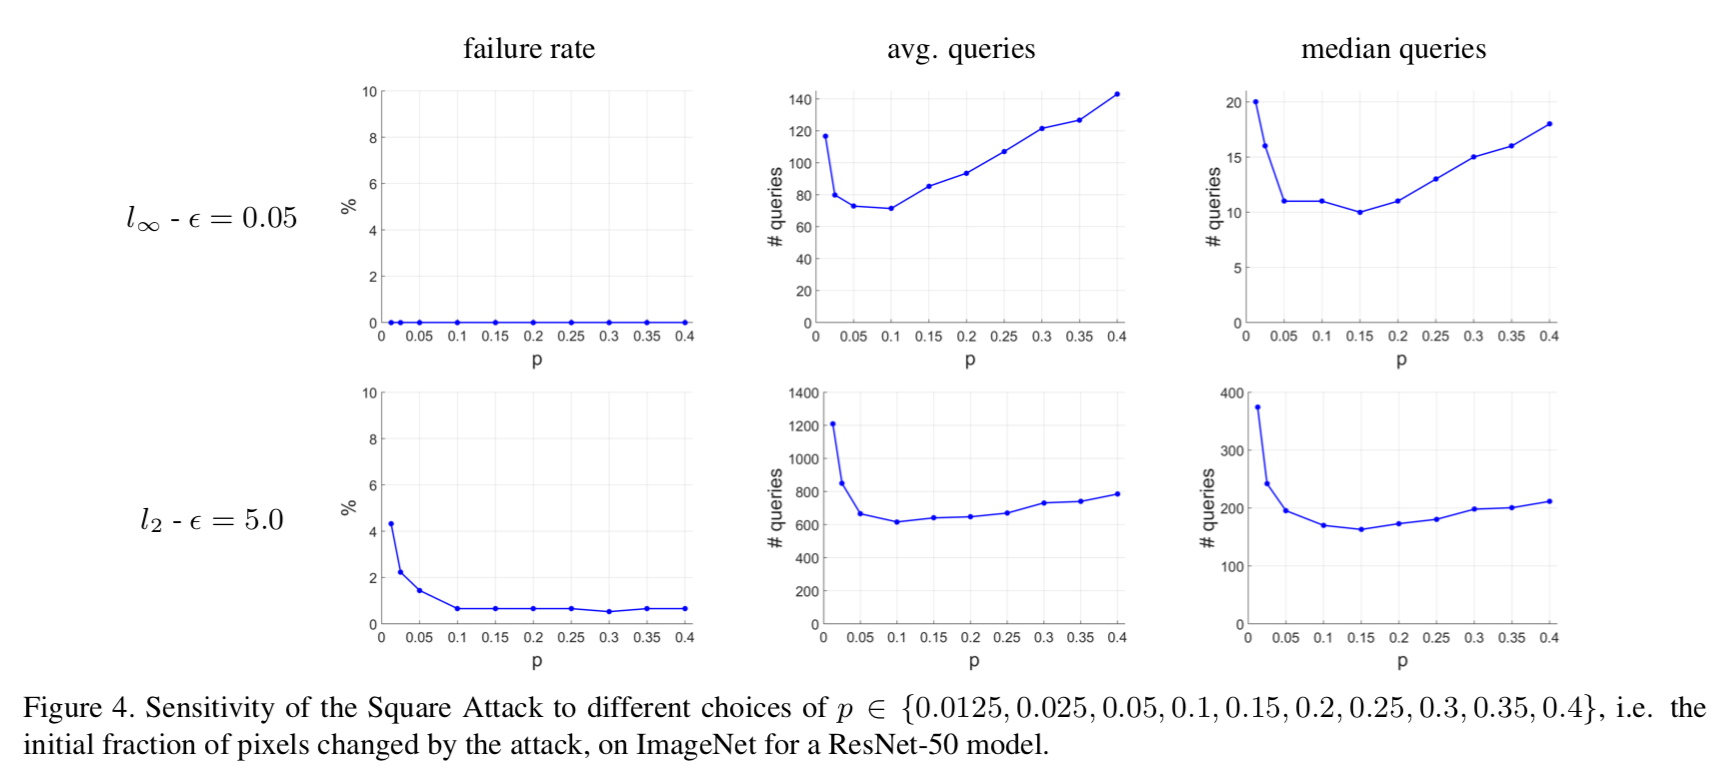 failure rate avg. queries median queries
l∞ - ϵ = 0.05
%
10
8
6
4
2
0
0 0.05 0.1 0.15 0.2 0.25 0.3 0.35 0.4
p
# queries
140
120
100
80
60
40
20
0
0 0.05 0.1 0.15 0.2 0.25 0.3 0.35 0.4
p
# queries
20
15
10
5
0
0 0.05 0.1 0.15 0.2 0.25 0.3 0.35 0.4
p
l2 - ϵ = 5.0
%
10
8
6
4
2
0
0 0.05 0.1 0.15 0.2 0.25 0.3 0.35 0.4
p
# queries
1400
1200
1000
800
600
400
200
0
0 0.05 0.1 0.15 0.2 0.25 0.3 0.35 0.4
p
# queries
400
300
200
100
0
0 0.05 0.1 0.15 0.2 0.25 0.3 0.35 0.4
p
Figure 4. Sensitivity of the Square Attack to different choices of p ∈ {0.0125, 0.025, 0.05, 0.1, 0.15, 0.2, 0.25, 0.3, 0.35, 0.4}, i.e. the
initial fraction of pixels changed by the attack, on ImageNet for a ResNet-50 model.